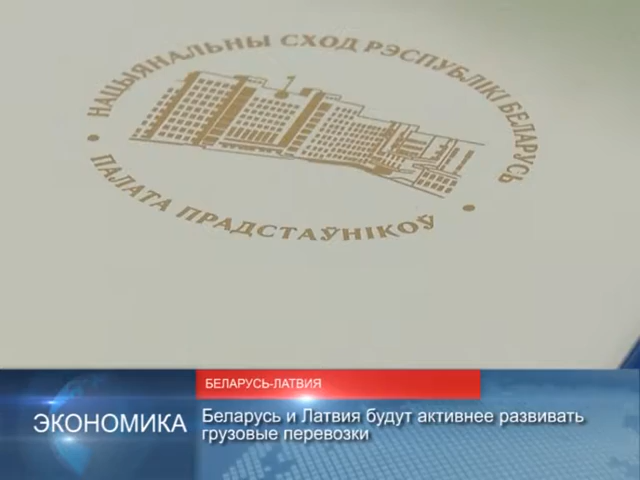 НАЦЫЯНАЛЬНЫ СХОД РЭСПУБЛІКІ БЕЛАРУСЬ
ПАЛАТА ПРАДСТАЎНІКОЎ
БЕЛАРУСЬ-ЛАТВИЯ
ЭКОНОМИКА
Беларусь и Латвия будут активнее развивать
грузовые перевозки